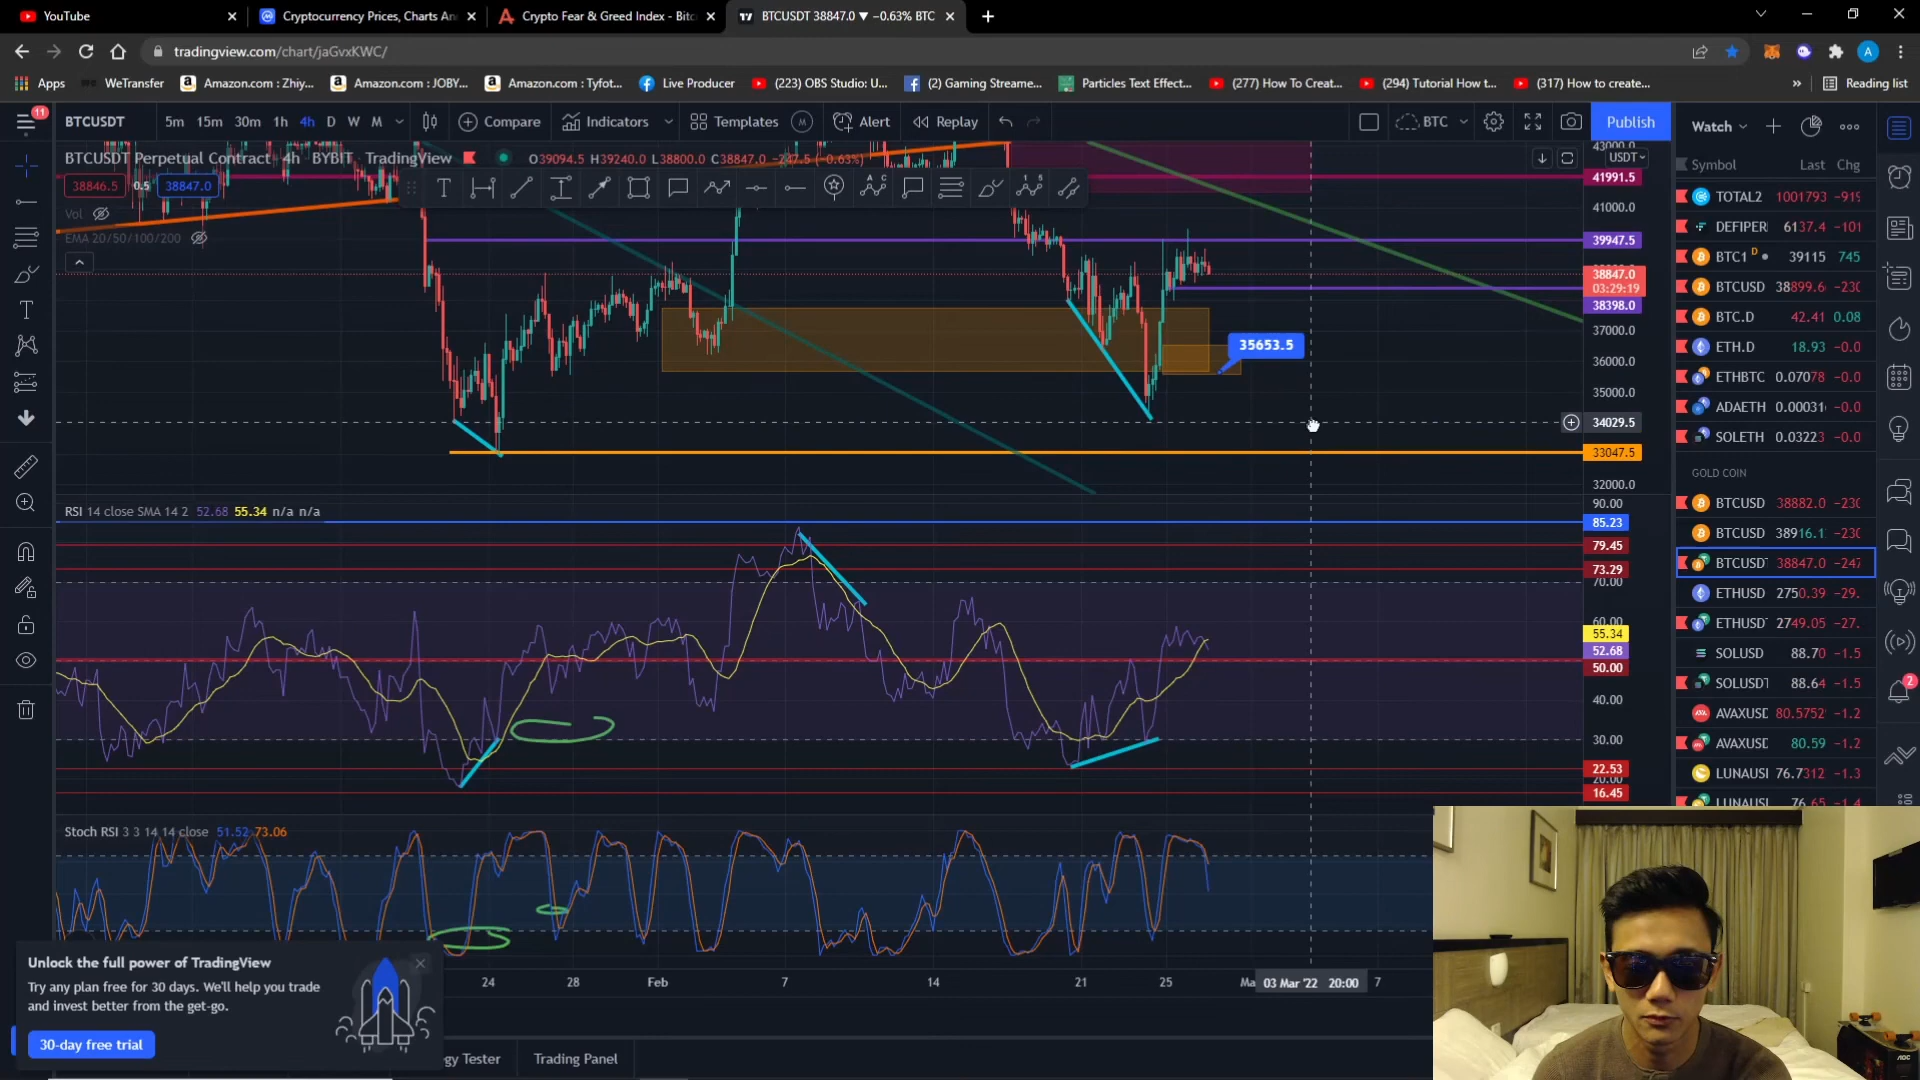 YouTube
Cryptocurrency Prices, Charts An
Crypto Fear & Greed Index - Bitc
BTCUSDT 38847.0 ▼ −0.63% BTC
tradingview.com/chart/jaGvxKWC/
A
Apps
WeTransfer
Amazon.com : Zhiy...
Amazon.com : JOBY...
Amazon.com : Tyfot...
Live Producer
(223) OBS Studio: U...
(2) Gaming Streame...
Particles Text Effect...
(277) How To Creat...
(294) Tutorial How t...
(317) How to create...
»
Reading list
11
BTCUSDT
5m 15m 30m 1h 4h D W M
Compare
Indicators
Templates
M
Alert
Replay
BTC
Publish
Watch
BTCUSDT Perpetual Contract · 4h · BYBIT · TradingView
O39094.5 H39240.0 L38800.0 C38847.0 −247.5 (−0.63%)
38846.5 0.5 38847.0
Vol
EMA 20/50/100/200
43000.0
USDT
41991.5
41000.0
39947.5
38847.0
03:29:19
38398.0
37000.0
36000.0
35000.0
34029.5
33047.5
32000.0
35653.5
RSI 14 close SMA 14 2 52.68 55.34 n/a n/a
90.00
85.23
79.45
73.29
70.00
60.00
55.34
52.68
50.00
40.00
30.00
22.53
20.00
16.45
Stoch RSI 3 3 14 14 close 51.52 73.06
24 28 Feb 7 14 21 25 Ma 03 Mar '22 20:00 7
Symbol Last Chg
TOTAL2 1001793 -919
DEFIPER 6137.4 -101
BTC1 D 39115 745
BTCUSD 38899.6 -230
BTC.D 42.41 0.08
ETH.D 18.93 -0.0
ETHBTC 0.07078 -0.0
ADAETH 0.00031 -0.0
SOLETH 0.03223 -0.0
GOLD COIN
BTCUSD 38882.0 -230
BTCUSD 38916.1 -230
BTCUSDT 38847.0 -247
ETHUSD 2750.39 -29.
ETHUSDT 2749.05 -27.
SOLUSD 88.70 -1.5
SOLUSDT 88.64 -1.5
AVAXUSD 80.5752 -1.2
AVAXUSD 80.59 -1.2
LUNAUSI 76.7312 -1.3
LUNAUSI 76.65 -1.4
2
Unlock the full power of TradingView
Try any plan free for 30 days. We'll help you trade
and invest better from the get-go.
30-day free trial
gy Tester
Trading Panel
AOC